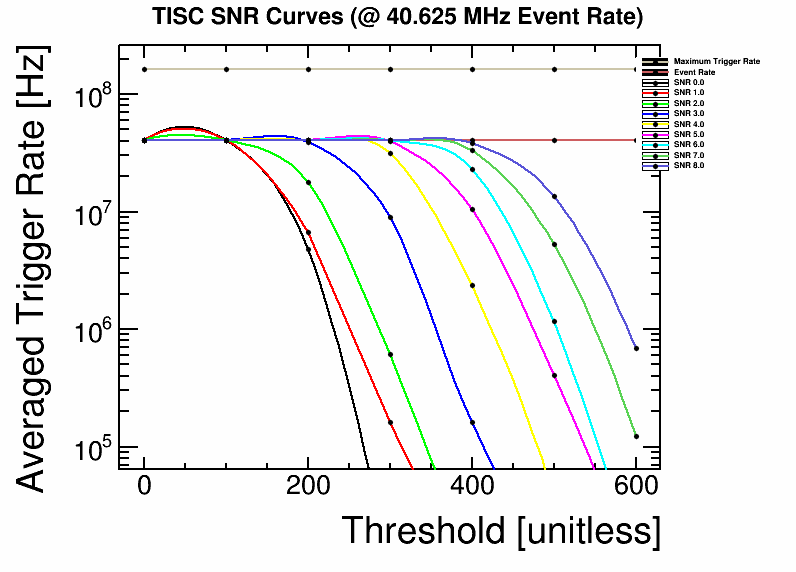 TISC SNR Curves (@ 40.625 MHz Event Rate)
Averaged Trigger Rate [Hz]
10^8
10^7
10^6
10^5
0 200 400 600
Threshold [unitless]
Maximum Trigger Rate
Event Rate
SNR 0.0
SNR 1.0
SNR 2.0
SNR 3.0
SNR 4.0
SNR 5.0
SNR 6.0
SNR 7.0
SNR 8.0